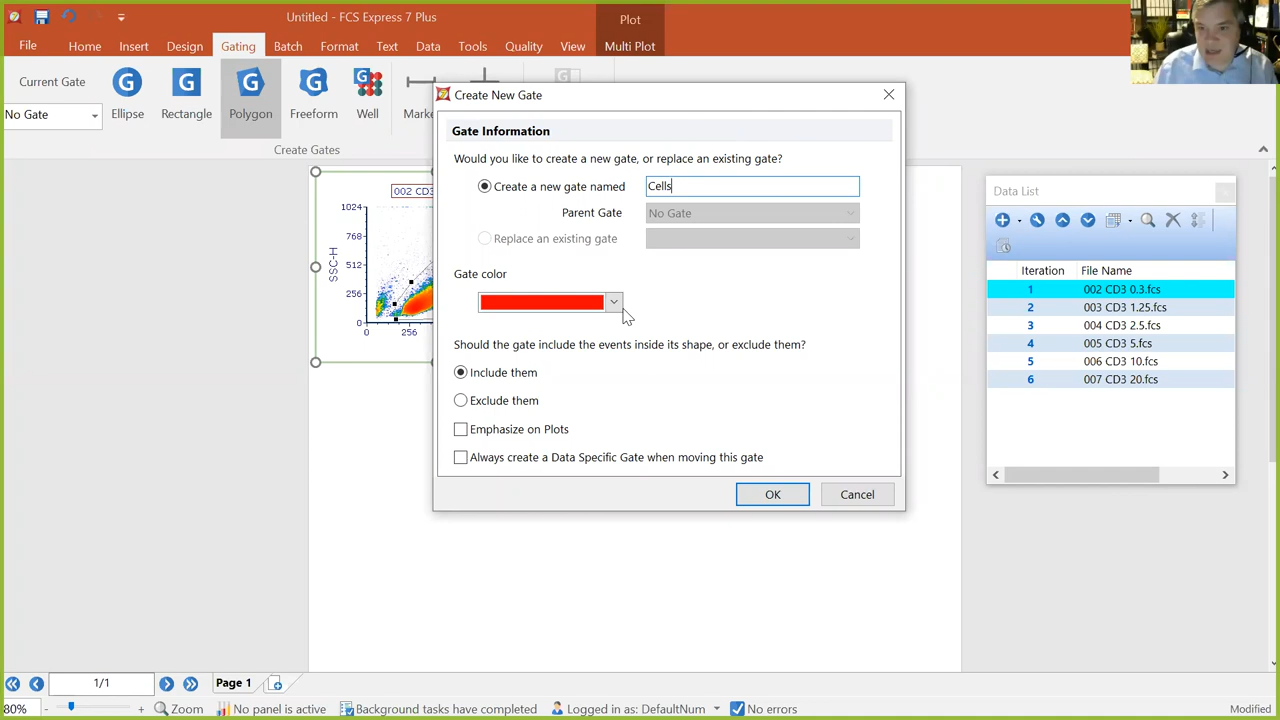 Untitled - FCS Express 7 Plus
Plot
File Home Insert Design Gating Batch Format Text Data Tools Quality View Multi Plot
Current Gate
No Gate
Ellipse Rectangle Polygon Freeform Well Marke
Create Gates
Create New Gate
Gate Information
Would you like to create a new gate, or replace an existing gate?
Create a new gate named Cells
Parent Gate No Gate
Replace an existing gate
Gate color
Should the gate include the events inside its shape, or exclude them?
Include them
Exclude them
Emphasize on Plots
Always create a Data Specific Gate when moving this gate
OK Cancel
002 CD3
1024
768
512
256
0
SSC-H
0 256
Data List
Iteration File Name
1 002 CD3 0.3.fcs
2 003 CD3 1.25.fcs
3 004 CD3 2.5.fcs
4 005 CD3 5.fcs
5 006 CD3 10.fcs
6 007 CD3 20.fcs
1/1 Page 1
80% - + Zoom No panel is active Background tasks have completed Logged in as: DefaultNum No errors Modified